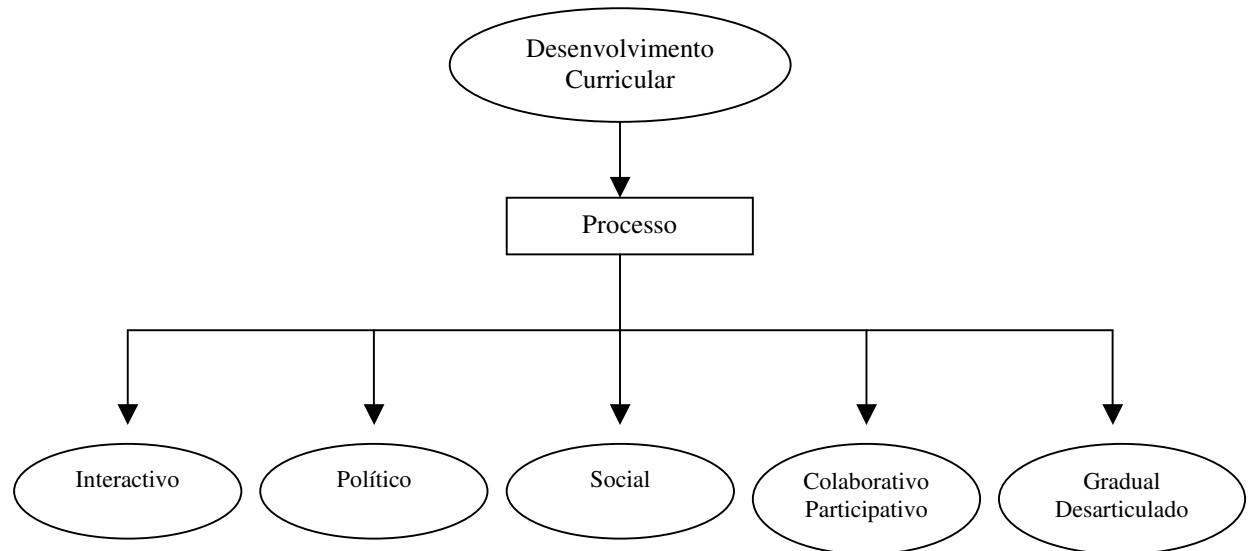 Desenvolvimento
Curricular
Processo
Interactivo
Político
Social
Colaborativo
Participativo
Gradual
Desarticulado